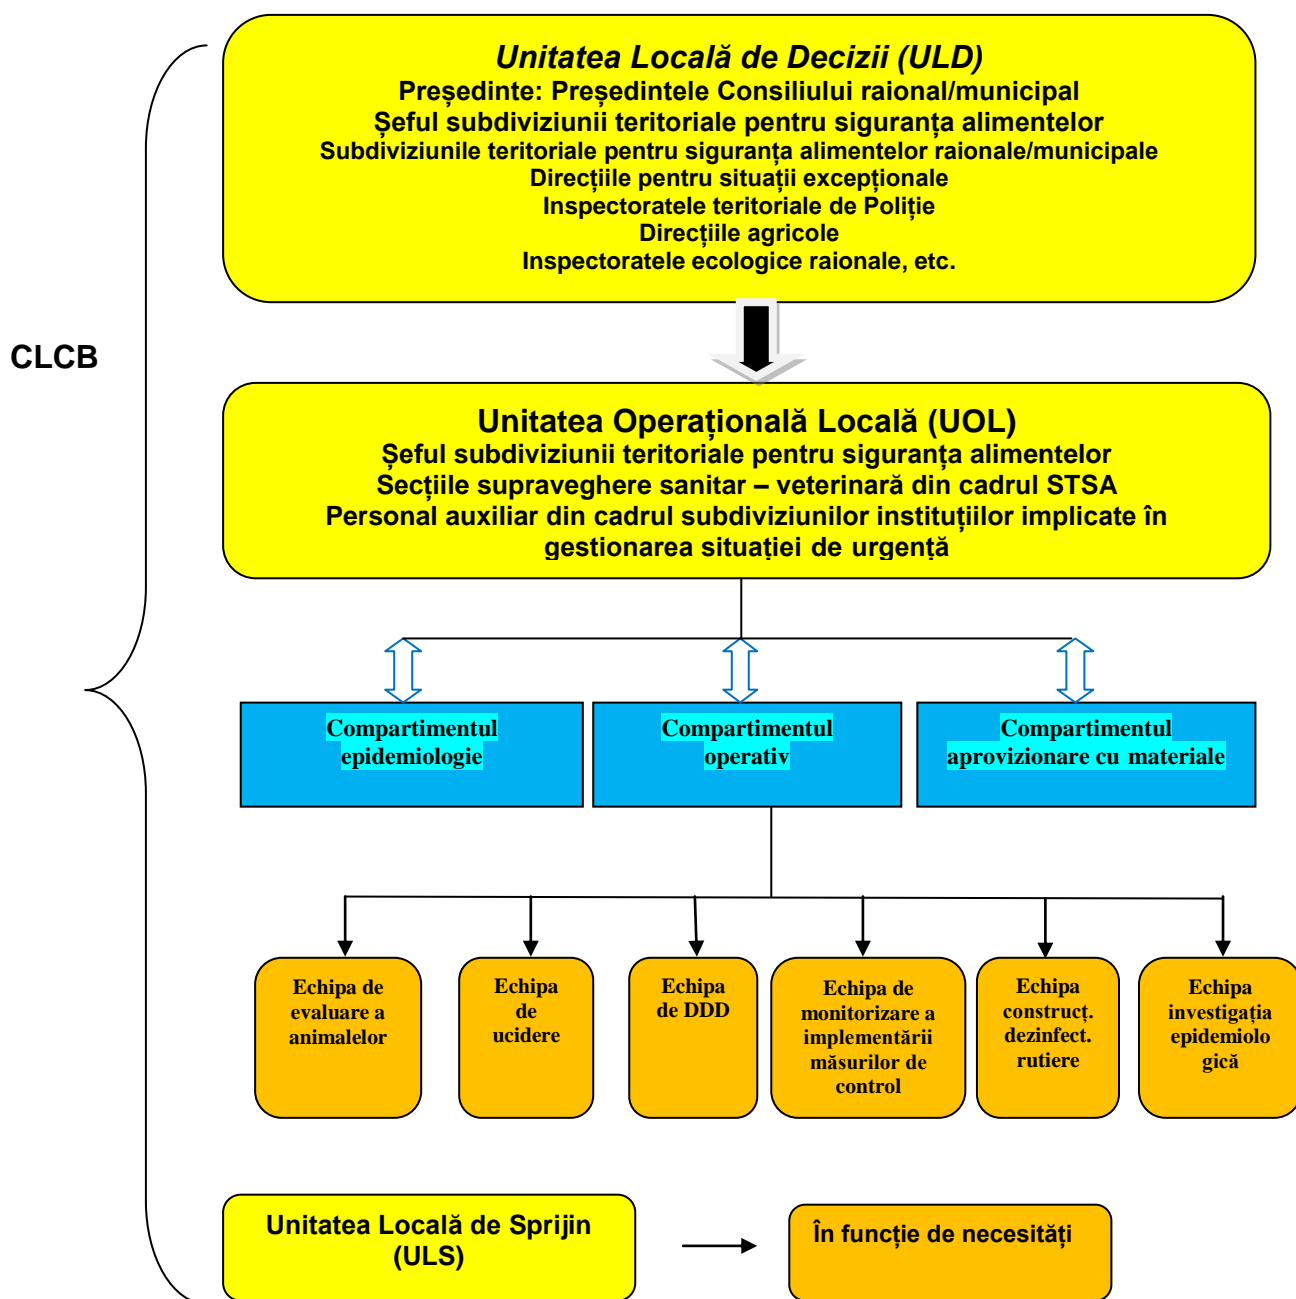 Unitatea Locală de Decizii (ULD)
Președinte: Președintele Consiliului raional/municipal
Șeful subdiviziunii teritoriale pentru siguranța alimentelor
Subdiviziunile teritoriale pentru siguranța alimentelor raionale/municipale
Direcțiile pentru situații excepționale
Inspectoratele teritoriale de Poliție
Direcțiile agricole
Inspectoratele ecologice raionale, etc.
CLCB
Unitatea Operațională Locală (UOL)
Șeful subdiviziunii teritoriale pentru siguranța alimentelor
Secțiile supraveghere sanitar – veterinară din cadrul STSA
Personal auxiliar din cadrul subdiviziunilor instituțiilor implicate în
gestionarea situației de urgență
Compartimentul
epidemiologie
Compartimentul
operativ
Compartimentul
aprovizionare cu materiale
Echipa de
evaluare a
animalelor
Echipa
de
ucidere
Echipa
de DDD
Echipa de
monitorizare a
implementării
măsurilor de
control
Echipa
construcț.
dezinfect.
rutiere
Echipa
investigația
epidemiolo
gică
Unitatea Locală de Sprijin
(ULS)
În funcție de necesități